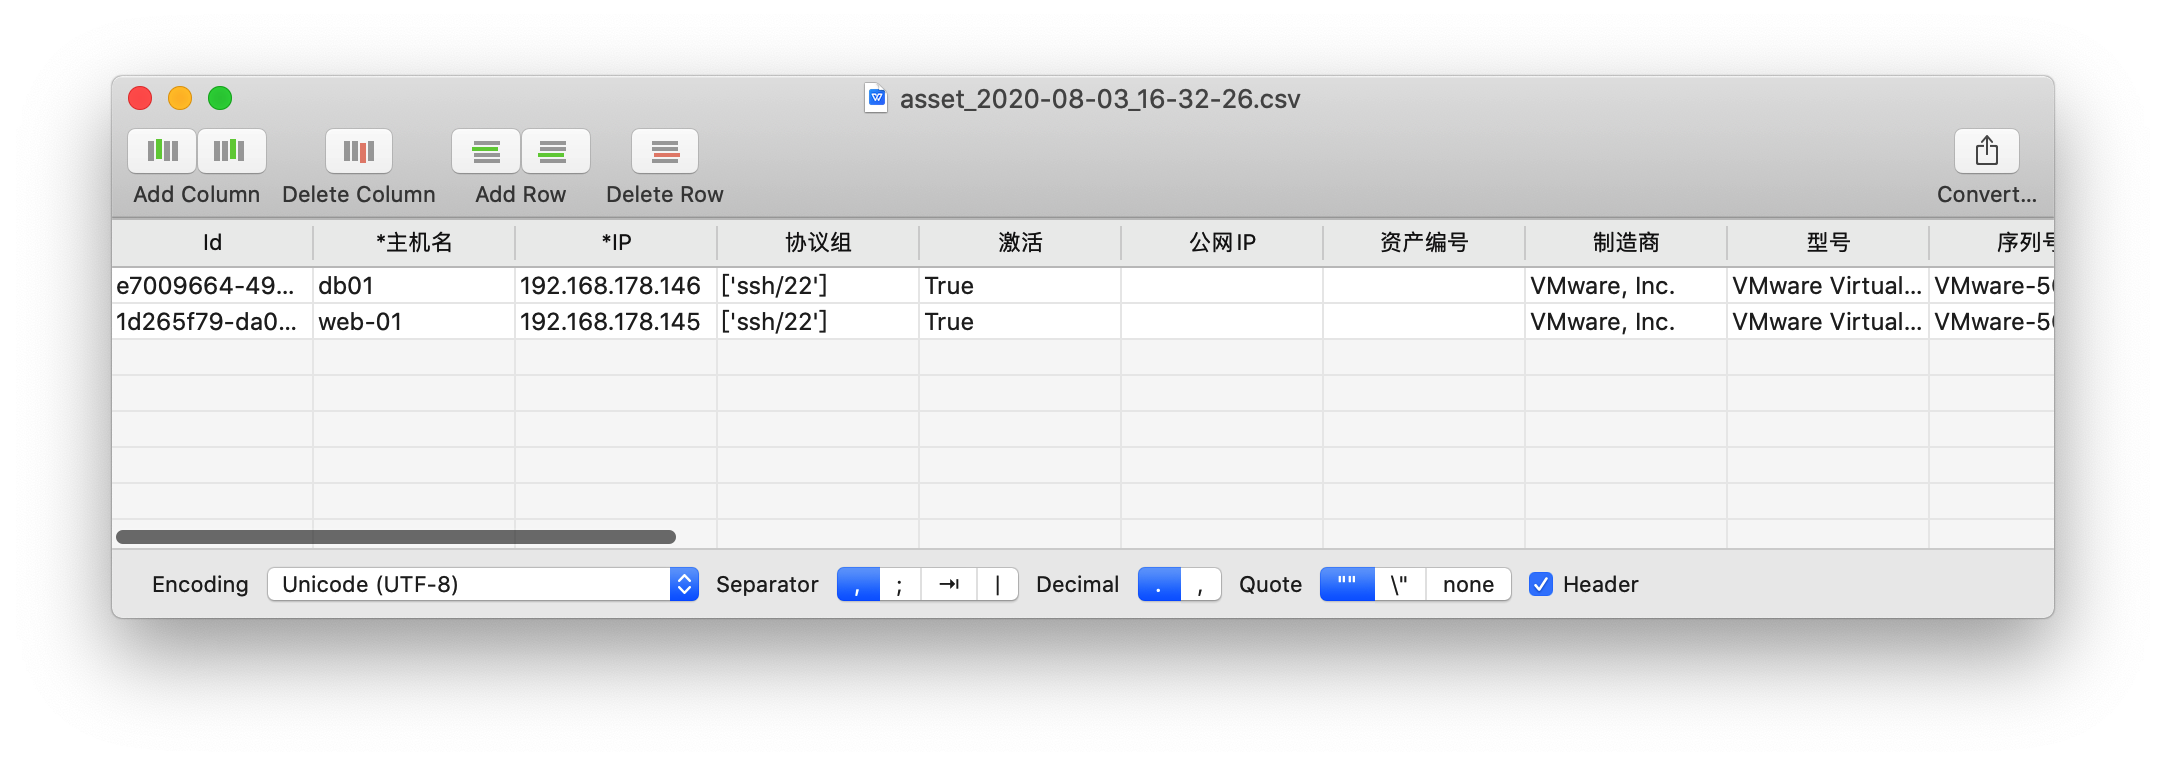 asset_2020-08-03_16-32-26.csv
Add Column Delete Column Add Row Delete Row Convert...
Id *主机名 *IP 协议组 激活 公网IP 资产编号 制造商 型号 序列号
e7009664-49... db01 192.168.178.146 ['ssh/22'] True VMware, Inc. VMware Virtual... VMware-5
1d265f79-da0... web-01 192.168.178.145 ['ssh/22'] True VMware, Inc. VMware Virtual... VMware-5
Encoding Unicode (UTF-8) Separator , ; ⇥ | Decimal . , Quote "" \" none Header